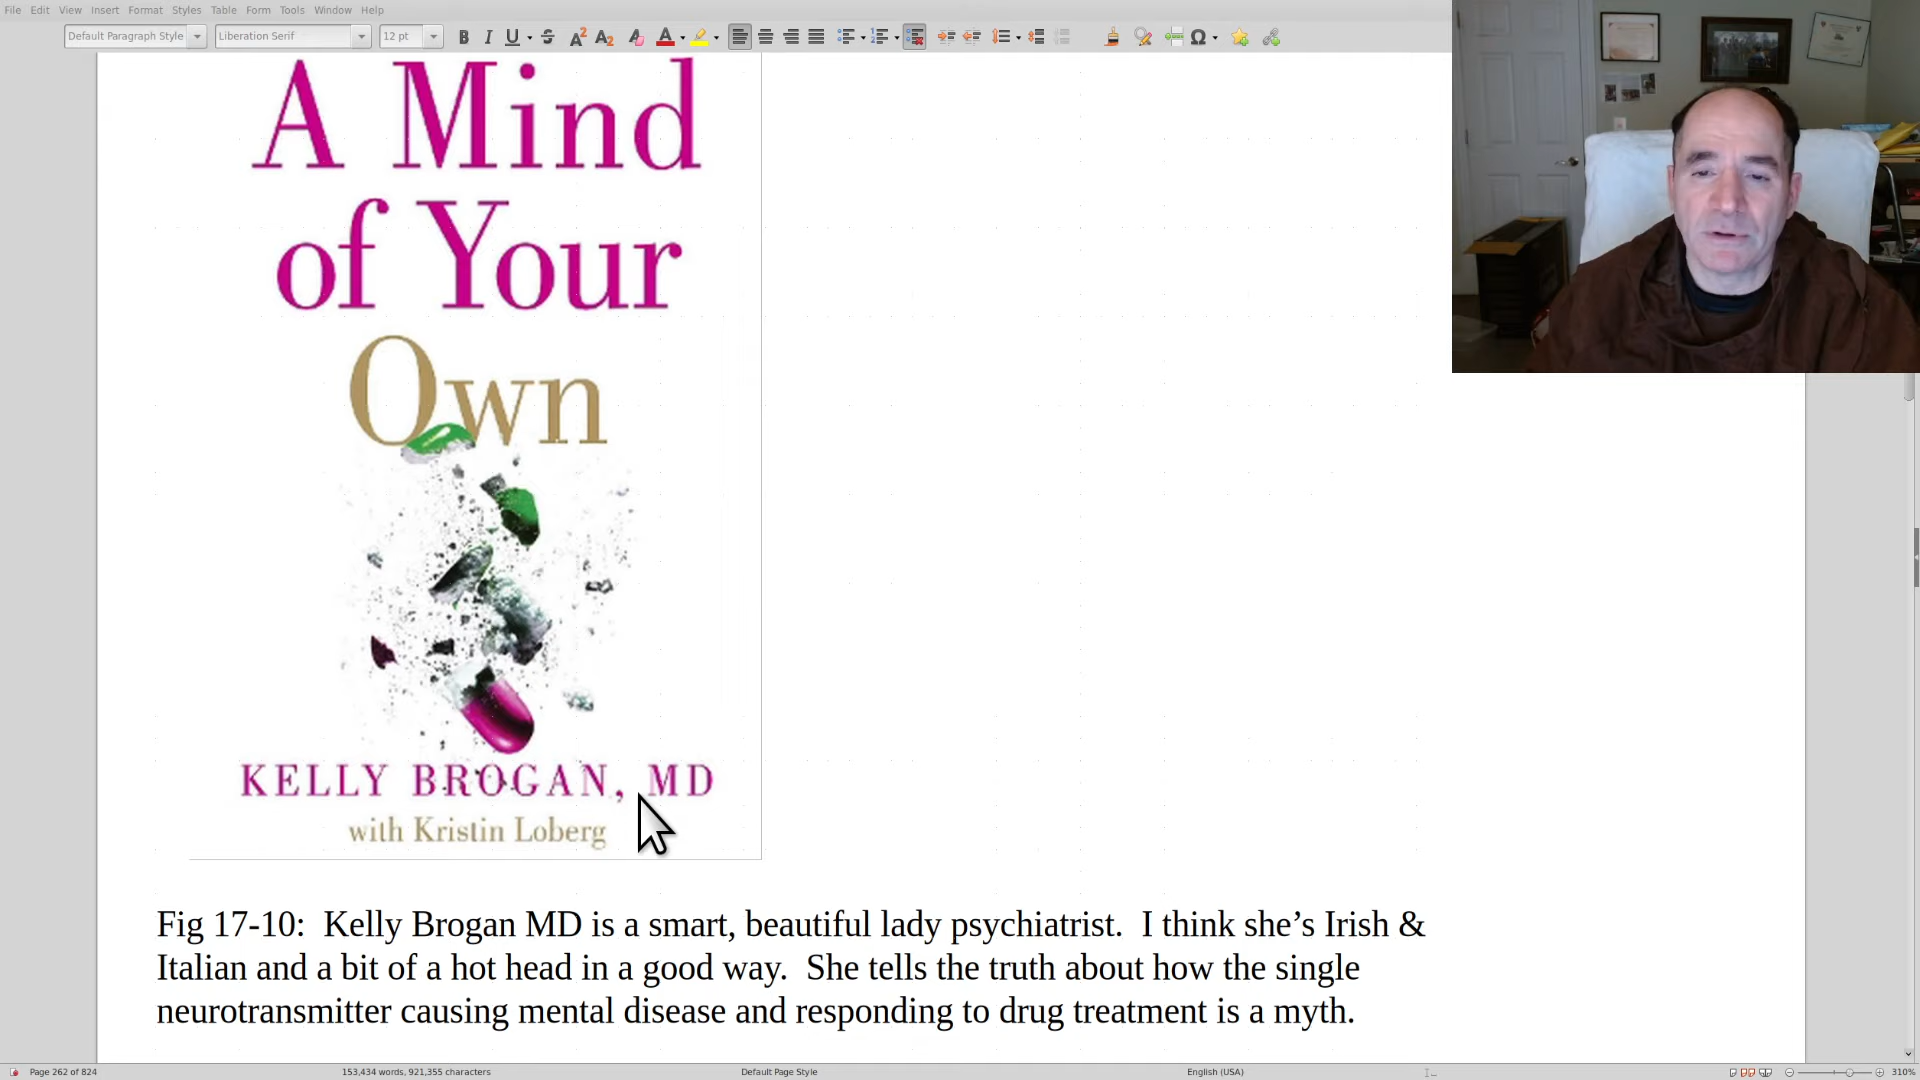 File Edit View Insert Format Styles Table Form Tools Window Help
Default Paragraph Style Liberation Serif 12 pt
A Mind
of Your
Own
KELLY BROGAN, MD
with Kristin Loberg
Fig 17-10: Kelly Brogan MD is a smart, beautiful lady psychiatrist. I think she’s Irish &
Italian and a bit of a hot head in a good way. She tells the truth about how the single
neurotransmitter causing mental disease and responding to drug treatment is a myth.
Page 262 of 824 153,434 words, 921,355 characters Default Page Style English (USA) 310%